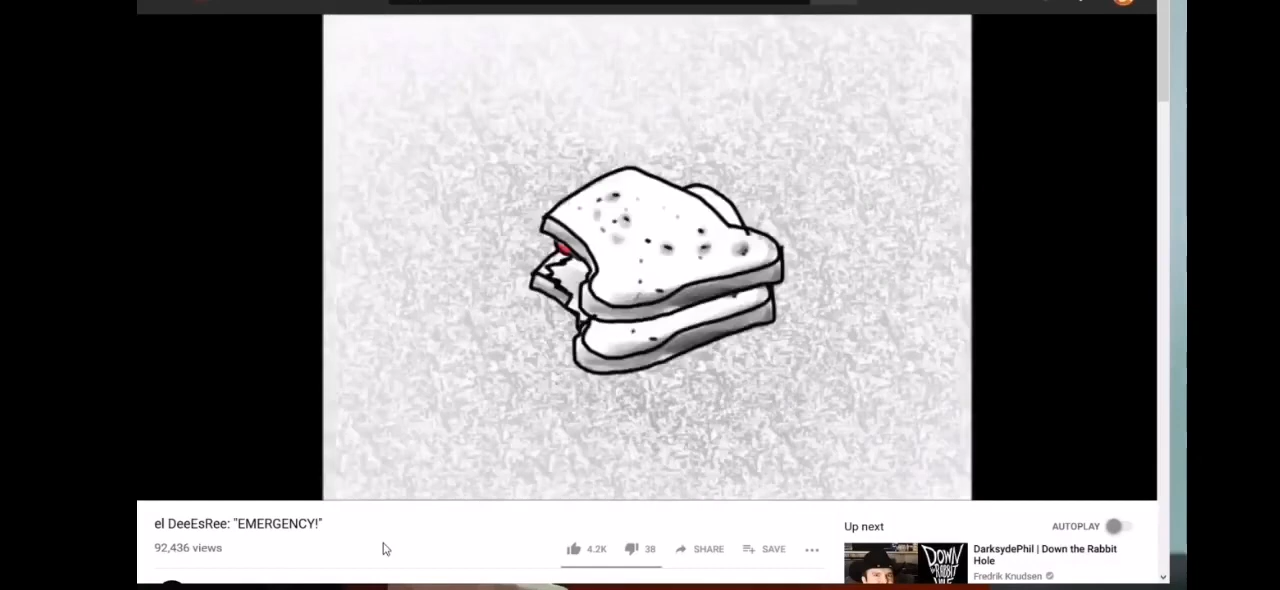 el DeeEsRee: "EMERGENCY!"
92,436 views
4.2K
38
SHARE
SAVE
Up next
AUTOPLAY
DOWN
DarksydePhil | Down the Rabbit
Hole
Fredrik Knudsen